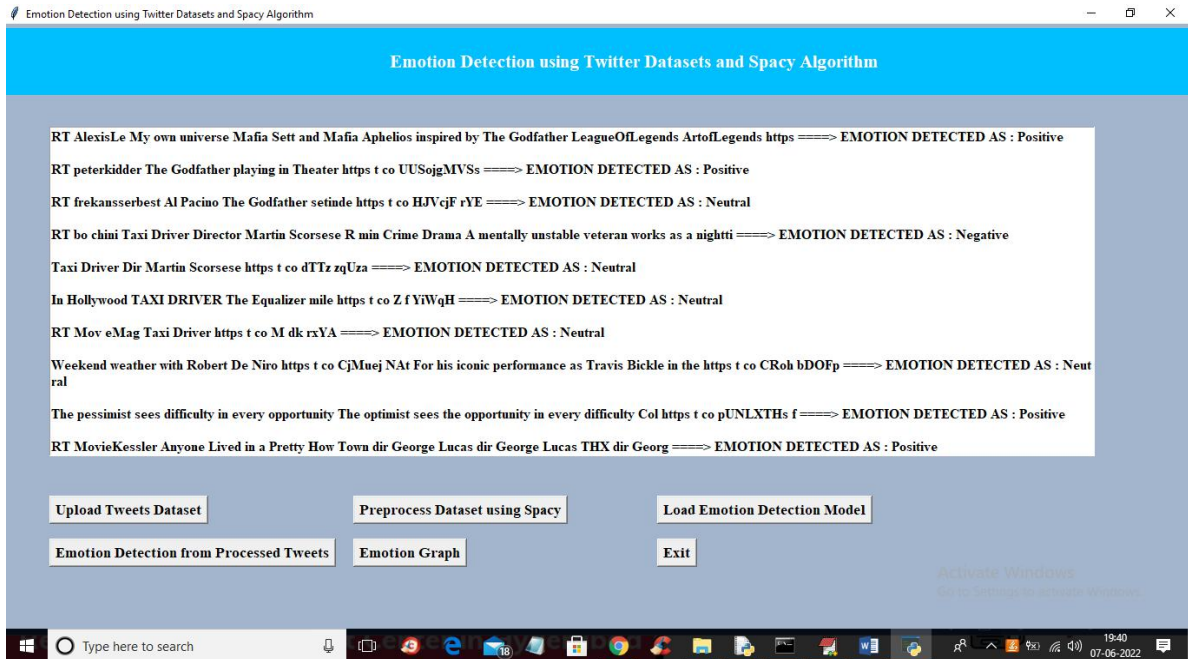 Emotion Detection using Twitter Datasets and Spacy Algorithm
Emotion Detection using Twitter Datasets and Spacy Algorithm
RT AlexisLe My own universe Mafia Sett and Mafia Aphelios inspired by The Godfather LeagueOfLegends ArtofLegends https ====> EMOTION DETECTED AS : Positive
RT peterkidder The Godfather playing in Theater https t co UUSojgMVSs ====> EMOTION DETECTED AS : Positive
RT frekansserbest Al Pacino The Godfather setinde https t co HJVcjF rYE ====> EMOTION DETECTED AS : Neutral
RT bo chini Taxi Driver Director Martin Scorsese R min Crime Drama A mentally unstable veteran works as a nightti ====> EMOTION DETECTED AS : Negative
Taxi Driver Dir Martin Scorsese https t co dTTz zqUza ====> EMOTION DETECTED AS : Neutral
In Hollywood TAXI DRIVER The Equalizer mile https t co Z f YiWqH ====> EMOTION DETECTED AS : Neutral
RT Mov eMag Taxi Driver https t co M dk rxYA ====> EMOTION DETECTED AS : Neutral
Weekend weather with Robert De Niro https t co CjMuej NAt For his iconic performance as Travis Bickle in the https t co CRoh bDOFp ====> EMOTION DETECTED AS : Neut
ral
The pessimist sees difficulty in every opportunity The optimist sees the opportunity in every difficulty Col https t co pUNLXTHs f ====> EMOTION DETECTED AS : Positive
RT MovieKessler Anyone Lived in a Pretty How Town dir George Lucas dir George Lucas THX dir Georg ====> EMOTION DETECTED AS : Positive
Upload Tweets Dataset
Preprocess Dataset using Spacy
Load Emotion Detection Model
Emotion Detection from Processed Tweets
Emotion Graph
Exit
Activate Windows
Go to Settings to activate Windows.
Type here to search
18
19:40
07-06-2022